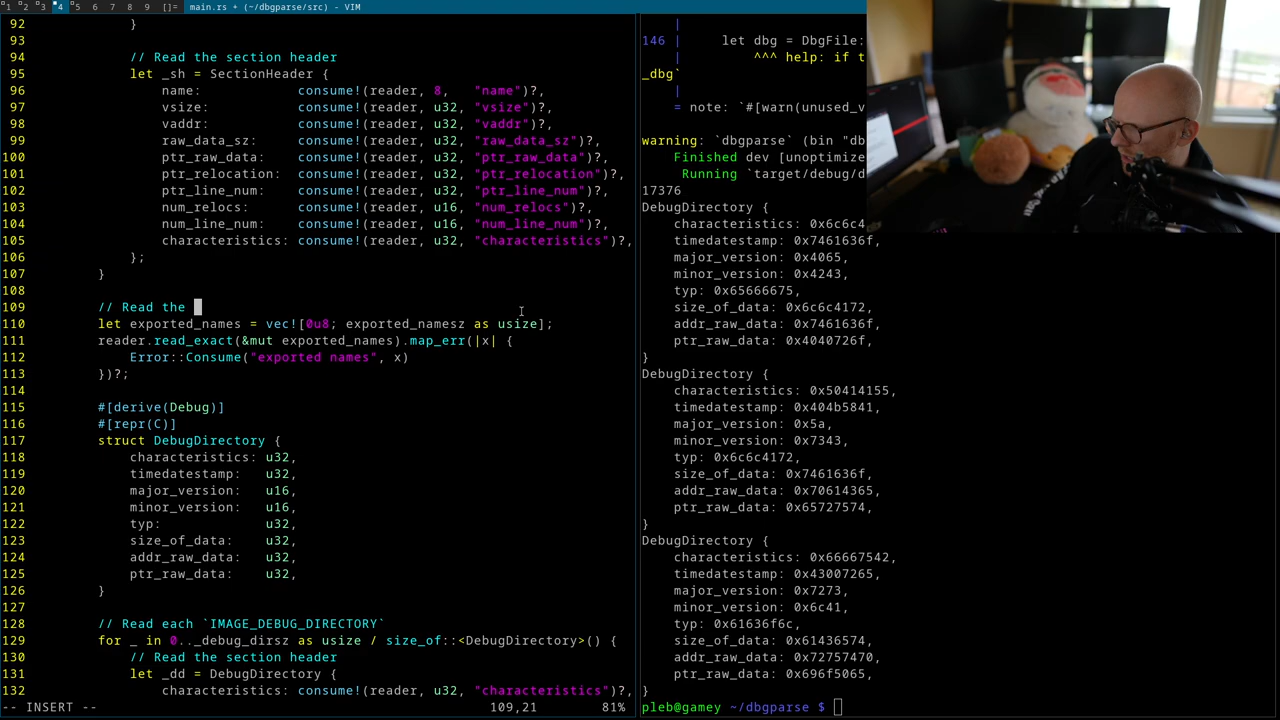 1 2 3 4 5 6 7 8 9 []= main.rs * (~/dbgparse/src) - VIM
92 }
93
94 // Read the section header
95 let _sh = SectionHeader {
96 name: consume!(reader, 8, "name")?,
97 vsize: consume!(reader, u32, "vsize")?,
98 vaddr: consume!(reader, u32, "vaddr")?,
99 raw_data_sz: consume!(reader, u32, "raw_data_sz")?,
100 ptr_raw_data: consume!(reader, u32, "ptr_raw_data")?,
101 ptr_relocation: consume!(reader, u32, "ptr_relocation")?,
102 ptr_line_num: consume!(reader, u32, "ptr_line_num")?,
103 num_relocs: consume!(reader, u16, "num_relocs")?,
104 num_line_num: consume!(reader, u16, "num_line_num")?,
105 characteristics: consume!(reader, u32, "characteristics")?,
106 };
107 }
108
109 // Read the
110 let exported_names = vec![0u8; exported_namesz as usize];
111 reader.read_exact(&mut exported_names).map_err(|x| {
112 Error::Consume("exported names", x)
113 })?;
114
115 #[derive(Debug)]
116 #[repr(C)]
117 struct DebugDirectory {
118 characteristics: u32,
119 timedatestamp: u32,
120 major_version: u16,
121 minor_version: u16,
122 typ: u32,
123 size_of_data: u32,
124 addr_raw_data: u32,
125 ptr_raw_data: u32,
126 }
127
128 // Read each `IMAGE_DEBUG_DIRECTORY`
129 for _ in 0.._debug_dirsz as usize / size_of::<DebugDirectory>() {
130 // Read the section header
131 let _dd = DebugDirectory {
132 characteristics: consume!(reader, u32, "characteristics")?,
-- INSERT -- 109,21 81%
|
146 | let dbg = DbgFile:
| ^^^ help: if t
_dbg`
|
= note: `#[warn(unused_v
warning: `dbgparse` (bin "db
Finished dev [unoptimize
Running `target/debug/d
17376
DebugDirectory {
characteristics: 0x6c6c4
timedatestamp: 0x7461636f,
major_version: 0x4065,
minor_version: 0x4243,
typ: 0x65666675,
size_of_data: 0x6c6c4172,
addr_raw_data: 0x7461636f,
ptr_raw_data: 0x4040726f,
}
DebugDirectory {
characteristics: 0x50414155,
timedatestamp: 0x404b5841,
major_version: 0x5a,
minor_version: 0x7343,
typ: 0x6c6c4172,
size_of_data: 0x7461636f,
addr_raw_data: 0x70614365,
ptr_raw_data: 0x65727574,
}
DebugDirectory {
characteristics: 0x66667542,
timedatestamp: 0x43007265,
major_version: 0x7273,
minor_version: 0x6c41,
typ: 0x61636f6c,
size_of_data: 0x61436574,
addr_raw_data: 0x72757470,
ptr_raw_data: 0x696f5065,
}
pleb@gamey ~/dbgparse $